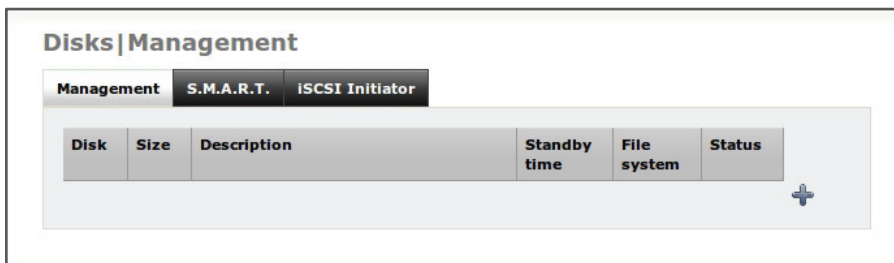 Disks|Management
Management S.M.A.R.T. iSCSI Initiator
Disk Size Description Standby time File system Status